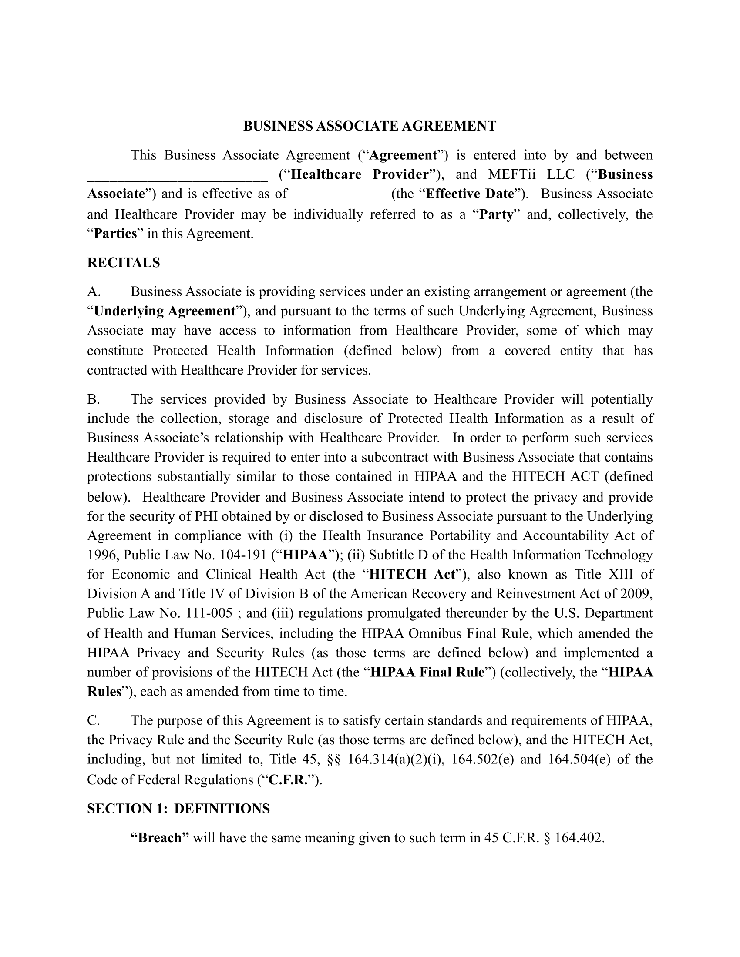 BUSINESS ASSOCIATE AGREEMENT
This Business Associate Agreement (“Agreement”) is entered into by and between
_________________________ (“Healthcare Provider”), and MEFTii LLC (“Business
Associate”) and is effective as of (the “Effective Date”). Business Associate
and Healthcare Provider may be individually referred to as a “Party” and, collectively, the
“Parties” in this Agreement.
RECITALS
A. Business Associate is providing services under an existing arrangement or agreement (the
“Underlying Agreement”), and pursuant to the terms of such Underlying Agreement, Business
Associate may have access to information from Healthcare Provider, some of which may
constitute Protected Health Information (defined below) from a covered entity that has
contracted with Healthcare Provider for services.
B. The services provided by Business Associate to Healthcare Provider will potentially
include the collection, storage and disclosure of Protected Health Information as a result of
Business Associate’s relationship with Healthcare Provider. In order to perform such services
Healthcare Provider is required to enter into a subcontract with Business Associate that contains
protections substantially similar to those contained in HIPAA and the HITECH ACT (defined
below). Healthcare Provider and Business Associate intend to protect the privacy and provide
for the security of PHI obtained by or disclosed to Business Associate pursuant to the Underlying
Agreement in compliance with (i) the Health Insurance Portability and Accountability Act of
1996, Public Law No. 104-191 (“HIPAA”); (ii) Subtitle D of the Health Information Technology
for Economic and Clinical Health Act (the “HITECH Act”), also known as Title XIII of
Division A and Title IV of Division B of the American Recovery and Reinvestment Act of 2009,
Public Law No. 111-005 ; and (iii) regulations promulgated thereunder by the U.S. Department
of Health and Human Services, including the HIPAA Omnibus Final Rule, which amended the
HIPAA Privacy and Security Rules (as those terms are defined below) and implemented a
number of provisions of the HITECH Act (the “HIPAA Final Rule”) (collectively, the “HIPAA
Rules”), each as amended from time to time.
C. The purpose of this Agreement is to satisfy certain standards and requirements of HIPAA,
the Privacy Rule and the Security Rule (as those terms are defined below), and the HITECH Act,
including, but not limited to, Title 45, §§ 164.314(a)(2)(i), 164.502(e) and 164.504(e) of the
Code of Federal Regulations (“C.F.R.”).
SECTION 1: DEFINITIONS
“Breach” will have the same meaning given to such term in 45 C.F.R. § 164.402.